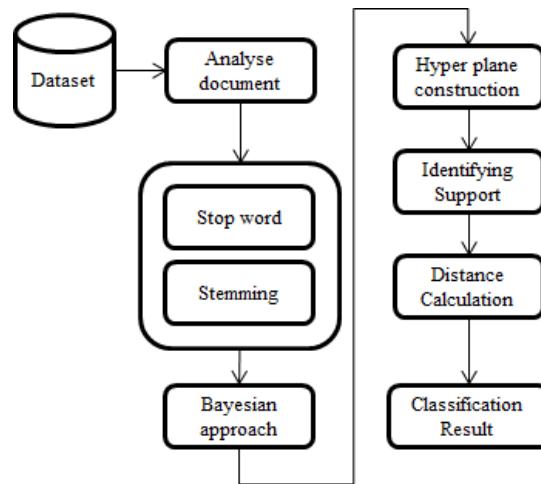 Dataset
Analyse
document
Stop word
Stemming
Bayesian
approach
Hyper plane
construction
Identifying
Support
Distance
Calculation
Classification
Result